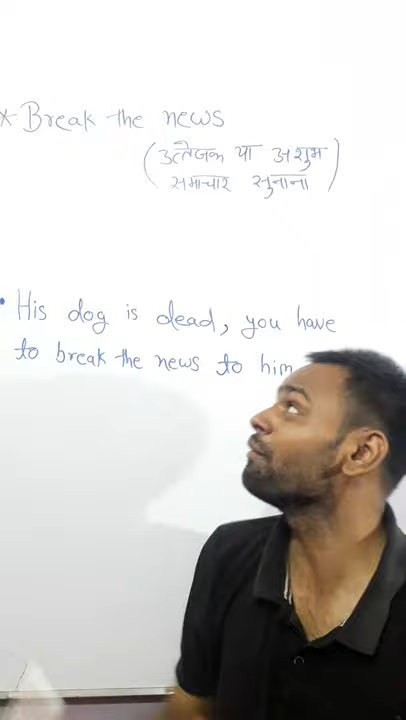 * Break the news
(उत्तेजक या अशुभ
समाचार सुनाना)
• His dog is dead, you have
to break the news to him